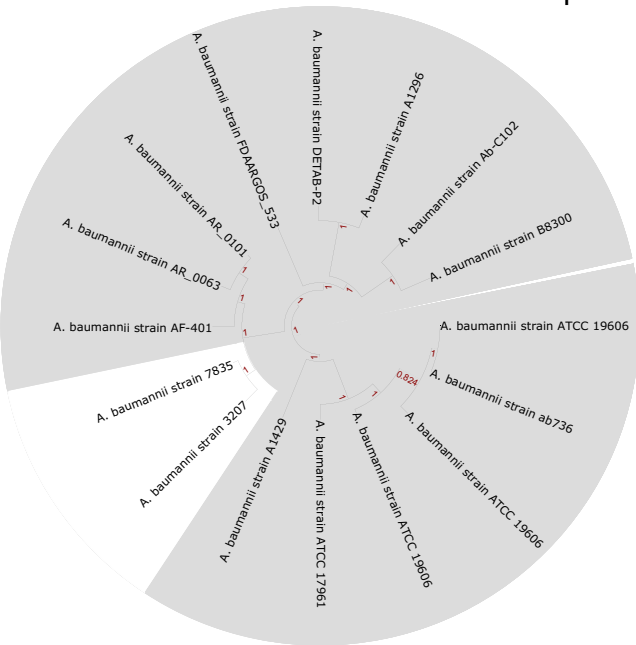 A. baumannii strain FDAARGOS_533
A. baumannii strain DETAB-P2
A. baumannii strain A1296
A. baumannii strain Ab-C102
A. baumannii strain B8300
A. baumannii strain ATCC 19606
A. baumannii strain ab736
A. baumannii strain ATCC 19606
A. baumannii strain ATCC 19606
A. baumannii strain ATCC 17961
A. baumannii strain A1429
A. baumannii strain 3207
A. baumannii strain 7835
A. baumannii strain AF-401
A. baumannii strain AR_0063
A. baumannii strain AR_0101
1
1
1
1
1
1
1
1
1
1
1
1
0.824
1
1